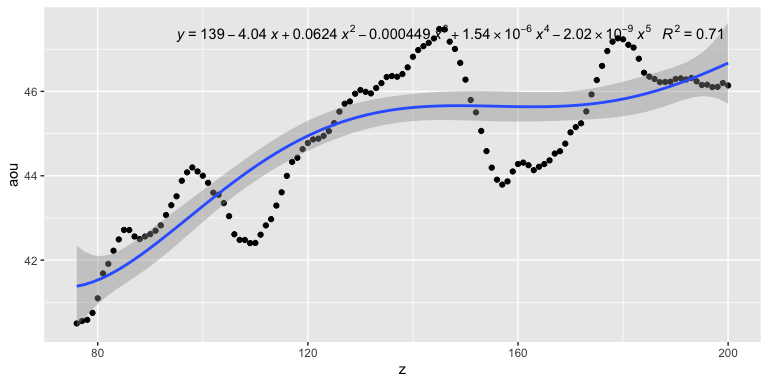 y = 139 − 4.04 x + 0.0624 x² − 0.000449 x³ + 1.54 × 10⁻⁶ x⁴ − 2.02 × 10⁻⁹ x⁵ R² = 0.71
46
44
42
aou
80 120 160 200
z